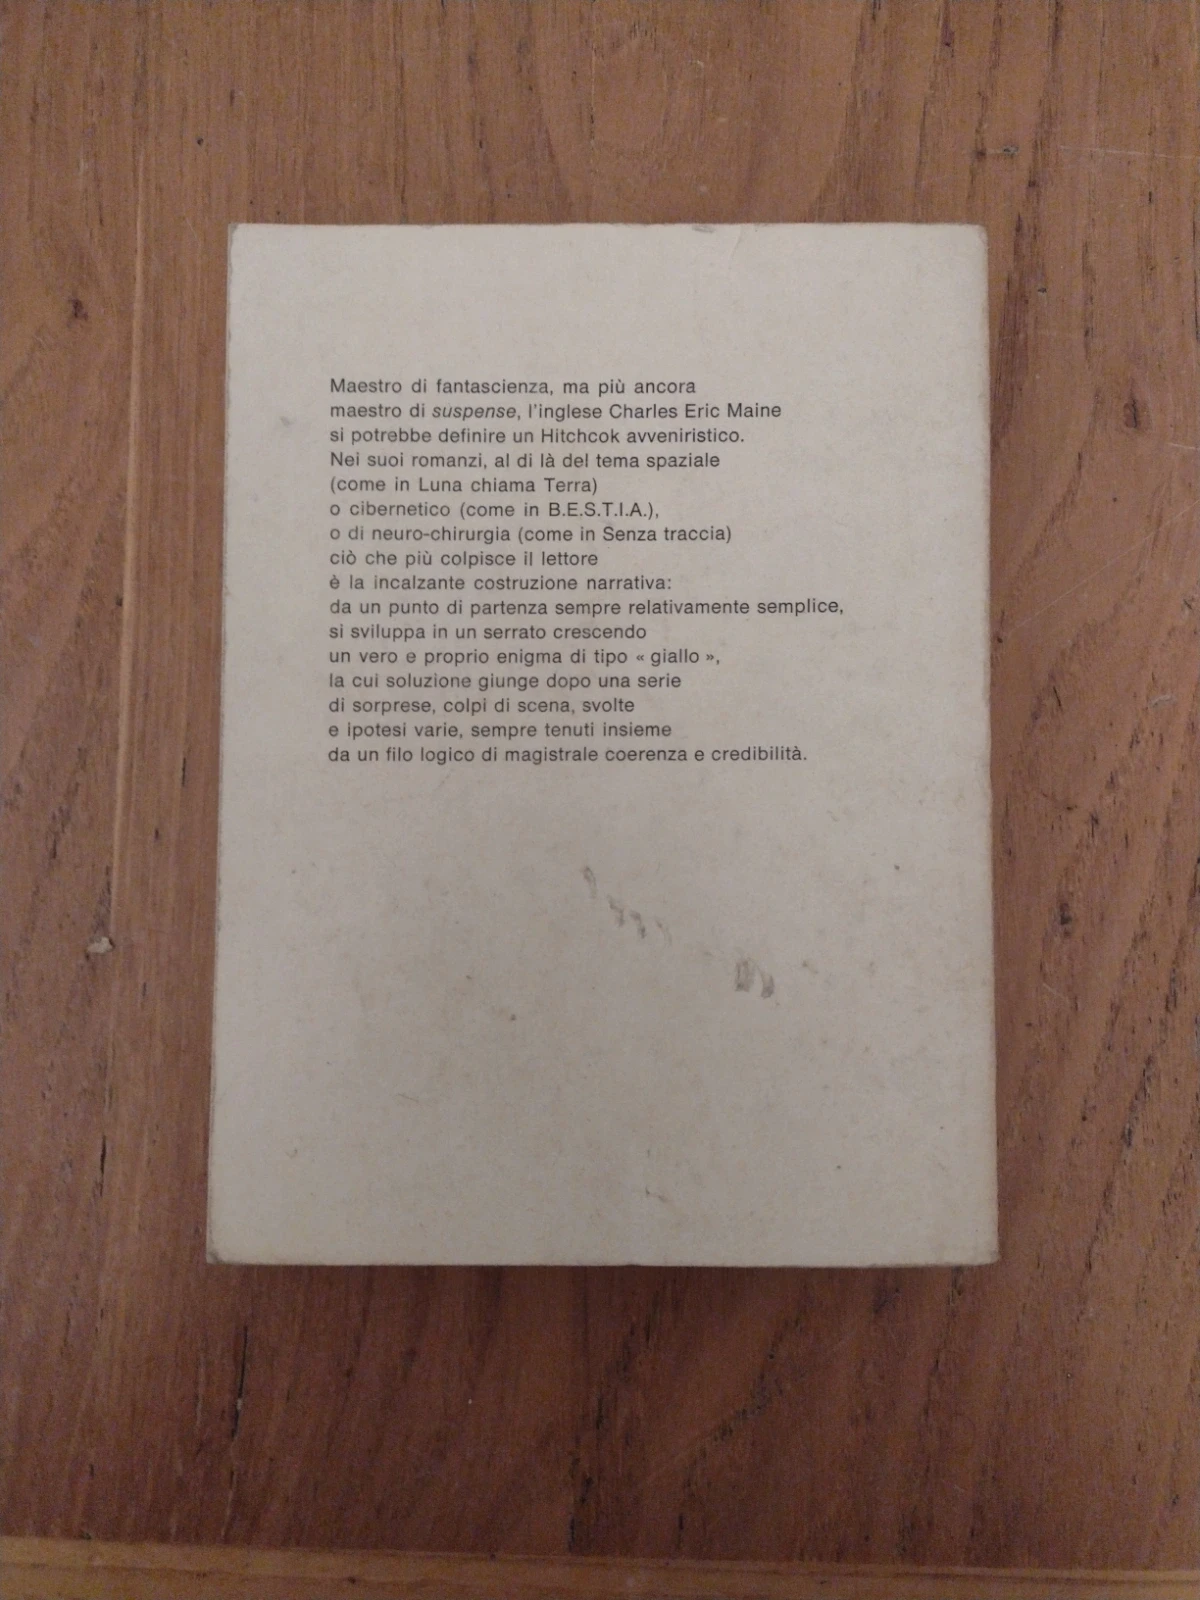 Maestro di fantascienza, ma più ancora
maestro di suspense, l'inglese Charles Eric Maine
si potrebbe definire un Hitchcok avveniristico.
Nei suoi romanzi, al di là del tema spaziale
(come in Luna chiama Terra)
o cibernetico (come in B.E.S.T.I.A.),
o di neuro-chirurgia (come in Senza traccia)
ciò che più colpisce il lettore
è la incalzante costruzione narrativa:
da un punto di partenza sempre relativamente semplice,
si sviluppa in un serrato crescendo
un vero e proprio enigma di tipo « giallo »,
la cui soluzione giunge dopo una serie
di sorprese, colpi di scena, svolte
e ipotesi varie, sempre tenuti insieme
da un filo logico di magistrale coerenza e credibilità.